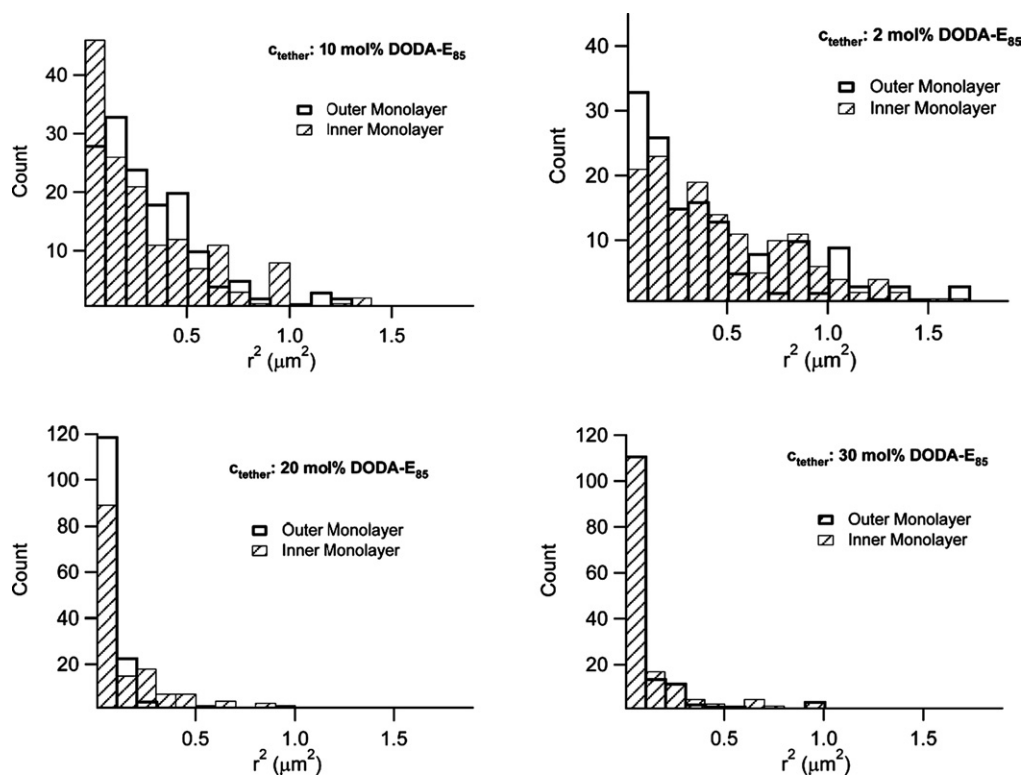 c_tether: 10 mol% DODA-E₈₅
Outer Monolayer
Inner Monolayer
Count
40
30
20
10
0.5 1.0 1.5
r² (μm²)
c_tether: 2 mol% DODA-E₈₅
Outer Monolayer
Inner Monolayer
Count
40
30
20
10
0.5 1.0 1.5
r² (μm²)
c_tether: 20 mol% DODA-E₈₅
Outer Monolayer
Inner Monolayer
Count
120
100
80
60
40
20
0.5 1.0 1.5
r² (μm²)
c_tether: 30 mol% DODA-E₈₅
Outer Monolayer
Inner Monolayer
Count
120
100
80
60
40
20
0.5 1.0 1.5
r² (μm²)